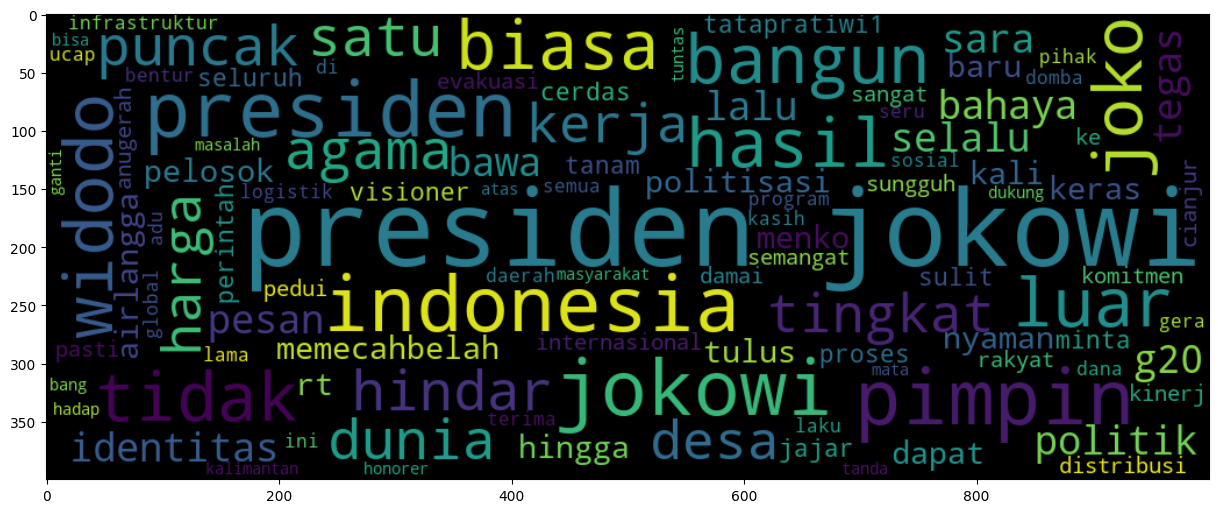 0
50
100
150
200
250
300
350
infrastruktur
bisa
ucap
puncak
satu
biasa
tatapratiwi1
sara
pihak
joko
tegas
bentur
seluruh
di
evakuasi
tuntas
bangun
baru
domba
widodo
anugerah
presiden
cerdas
kerja
lalu
sangat
seru
bahaya
masalah
agama
hasil
selalu
ke
ganti
pelosok
bawa
tanam
sosial
kali
logistik
visioner
atas
semua
politisasi
sungguh
dukung
keras
cianjur
airlangga
adu
harga
perintah
presiden jokowi
program
kasih
menko
semangat
global
pedui
daerah
masyarakat
damai
sulit
komitmen
pesan
indonesia
tingkat
luar
gera
pasti
lama
memecahbelah
internasional
tulus
proses
nyaman
minta
rakyat
g20
bang
hadap
tidak
rt
hindar
jokowi
mata
pimpin
dana
kinerj
terima
identitas
ini
dunia
hingga
desa
laku
jajar
dapat
politik
kalimantan
honorer
tanda
distribusi
0
200
400
600
800